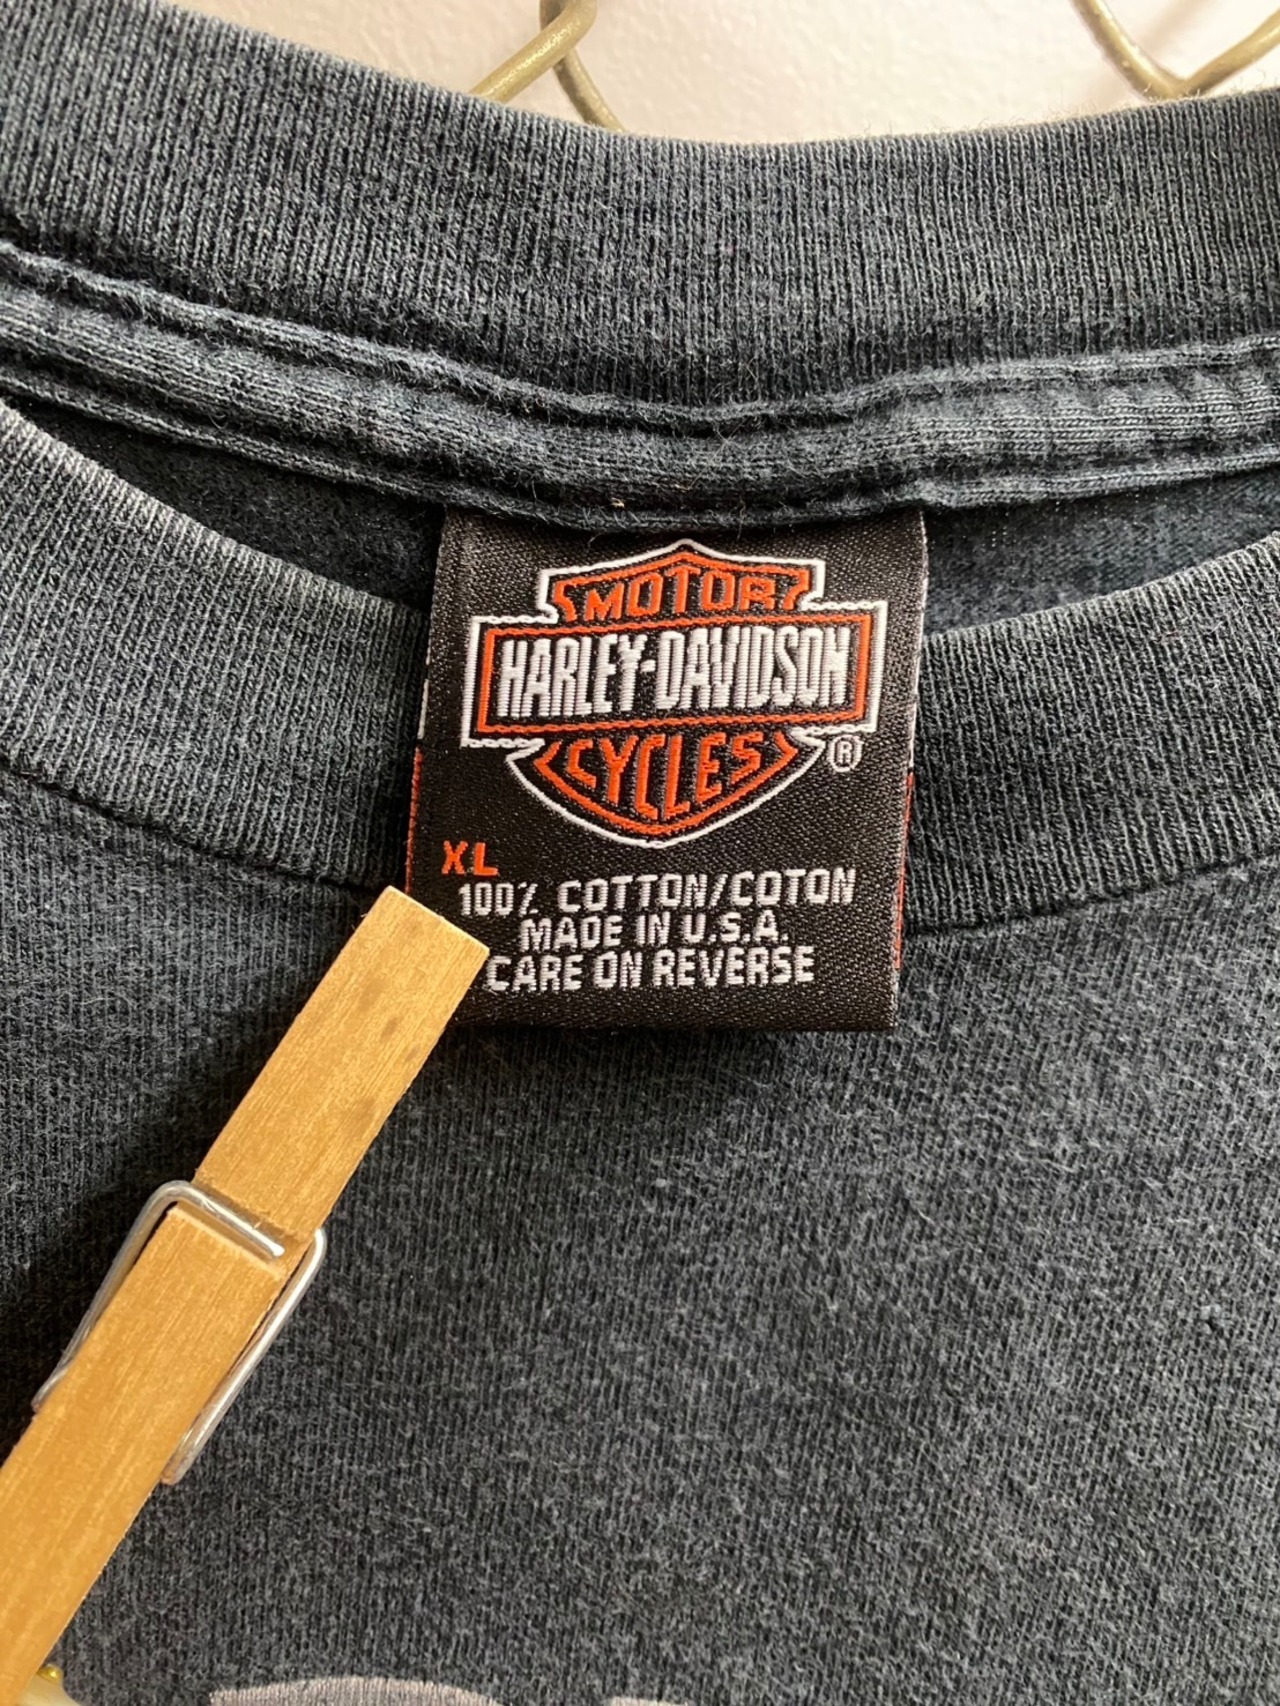 MOTOR
HARLEY-DAVIDSON
CYCLES
®
XL
100% COTTON/COTON
MADE IN U.S.A.
CARE ON REVERSE